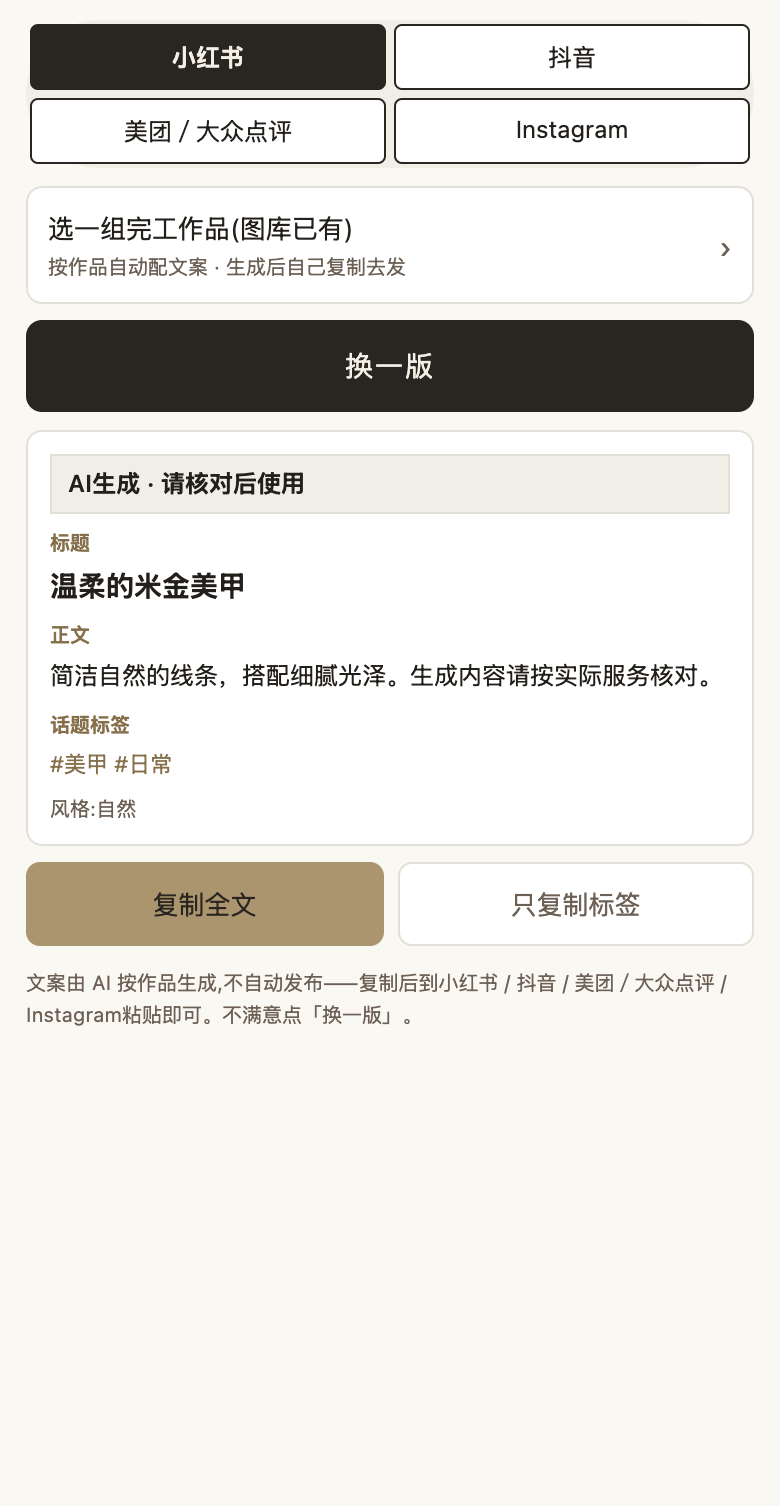 小红书
抖音
美团 / 大众点评
Instagram
选一组完工作品(图库已有)
按作品自动配文案 · 生成后自己复制去发
›
换一版
AI生成 · 请核对后使用
标题
温柔的米金美甲
正文
简洁自然的线条，搭配细腻光泽。生成内容请按实际服务核对。
话题标签
#美甲 #日常
风格:自然
复制全文
只复制标签
文案由 AI 按作品生成,不自动发布——复制后到小红书 / 抖音 / 美团 / 大众点评 /
Instagram粘贴即可。不满意点「换一版」。